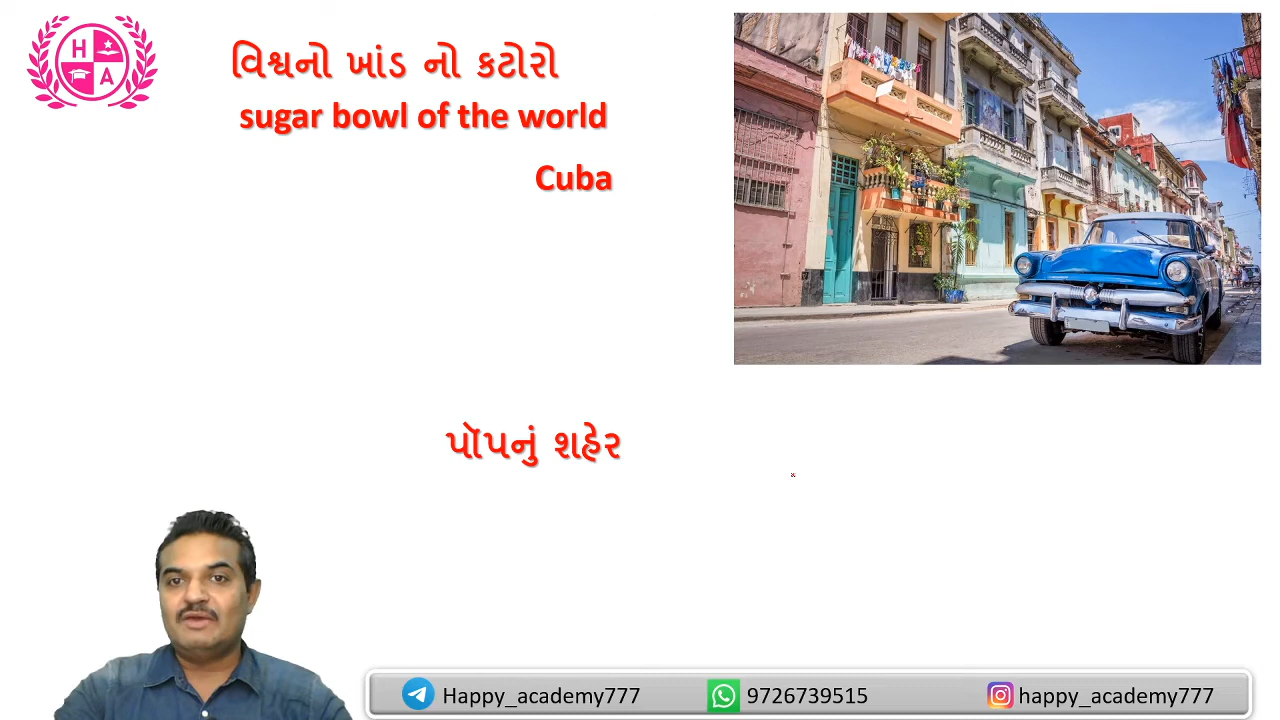 H
A
વિશ્વનો ખાંડ નો કટોરો
sugar bowl of the world
Cuba
પૉપનું શહેર
Happy_academy777
9726739515
happy_academy777